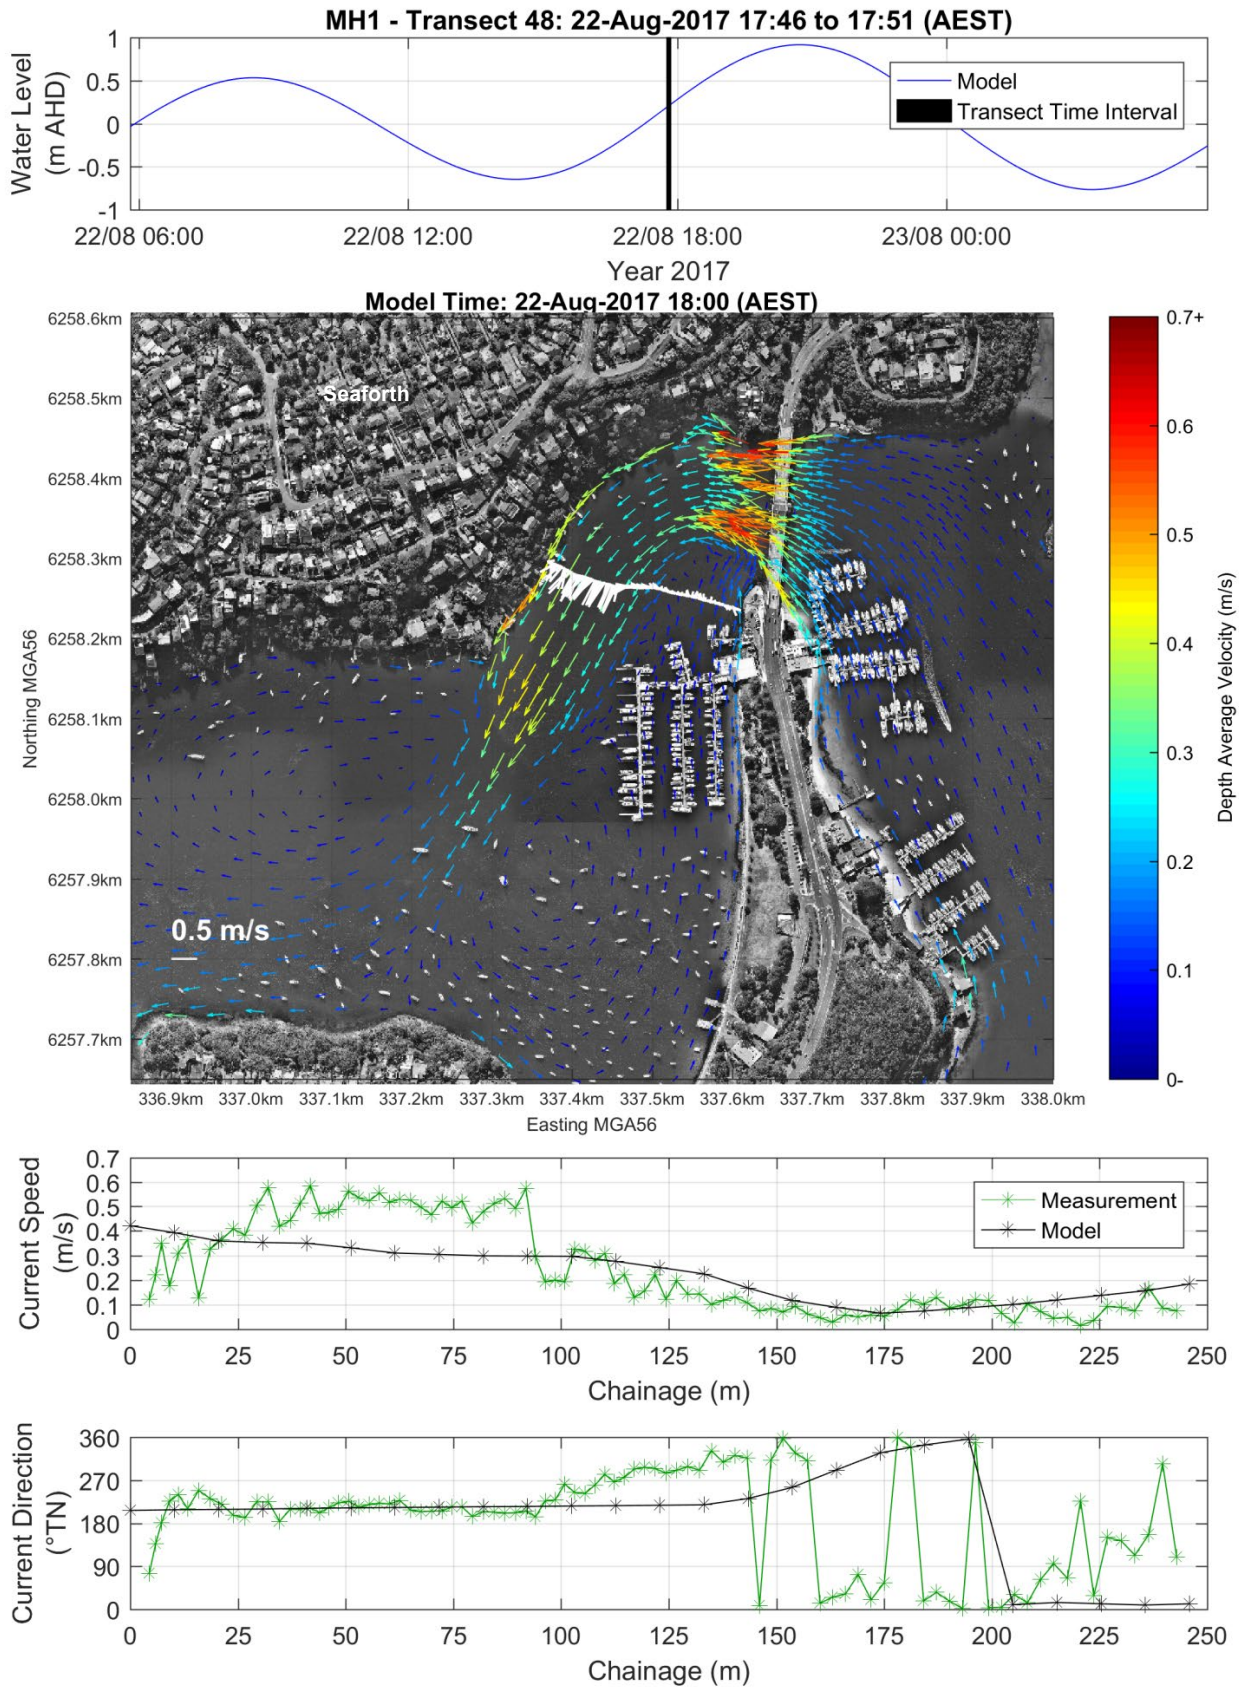 MH1 - Transect 48: 22-Aug-2017 17:46 to 17:51 (AEST)
Water Level
(m AHD)
1
0.5
0
-0.5
-1
Model
Transect Time Interval
22/08 06:00
22/08 12:00
22/08 18:00
23/08 00:00
Year 2017
Model Time: 22-Aug-2017 18:00 (AEST)
Northing MGA56
6258.6km
6258.5km
6258.4km
6258.3km
6258.2km
6258.1km
6258.0km
6257.9km
6257.8km
6257.7km
Seaforth
0.5 m/s
336.9km
337.0km
337.1km
337.2km
337.3km
337.4km
337.5km
337.6km
337.7km
337.8km
337.9km
338.0km
Easting MGA56
0.7+
0.6
0.5
0.4
0.3
0.2
0.1
0-
Depth Average Velocity (m/s)
Current Speed
(m/s)
0.7
0.6
0.5
0.4
0.3
0.2
0.1
0
Measurement
Model
0
25
50
75
100
125
150
175
200
225
250
Chainage (m)
Current Direction
(°TN)
360
270
180
90
0
0
25
50
75
100
125
150
175
200
225
250
Chainage (m)